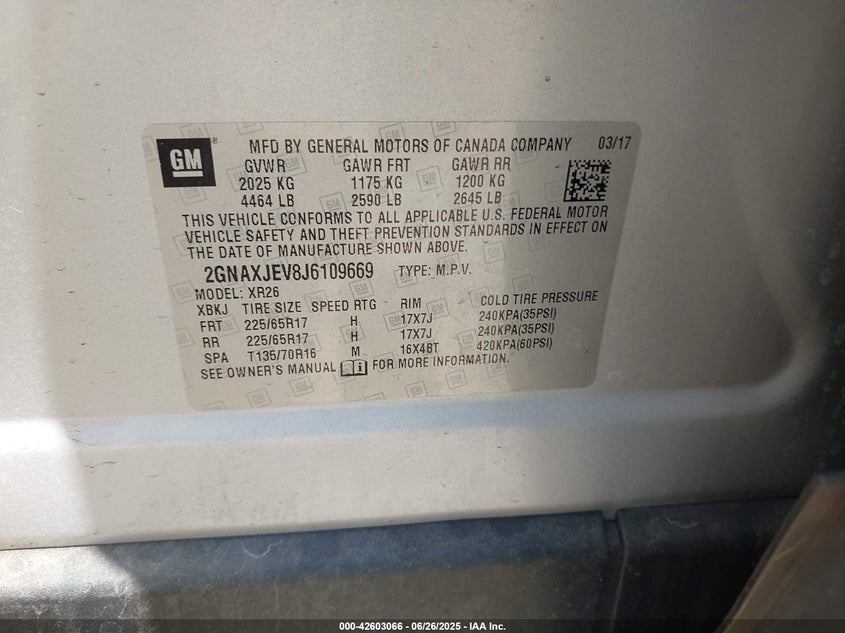 GM
MFD BY GENERAL MOTORS OF CANADA COMPANY 03/17
GVWR GAWR FRT GAWR RR
2025 KG 1175 KG 1200 KG
4464 LB 2590 LB 2645 LB
THIS VEHICLE CONFORMS TO ALL APPLICABLE U.S. FEDERAL MOTOR
VEHICLE SAFETY AND THEFT PREVENTION STANDARDS IN EFFECT ON
THE DATE OF MANUFACTURE SHOWN ABOVE.
2GNAXJEV8J6109669 TYPE: M.P.V.
MODEL: XR26
XBKJ TIRE SIZE SPEED RTG RIM COLD TIRE PRESSURE
FRT 225/65R17 H 17X7J 240KPA(35PSI)
RR 225/65R17 H 17X7J 240KPA(35PSI)
SPA T135/70R16 M 16X4BT 420KPA(60PSI)
SEE OWNER'S MANUAL FOR MORE INFORMATION.
000-42603066 - 06/26/2025 - IAA Inc.